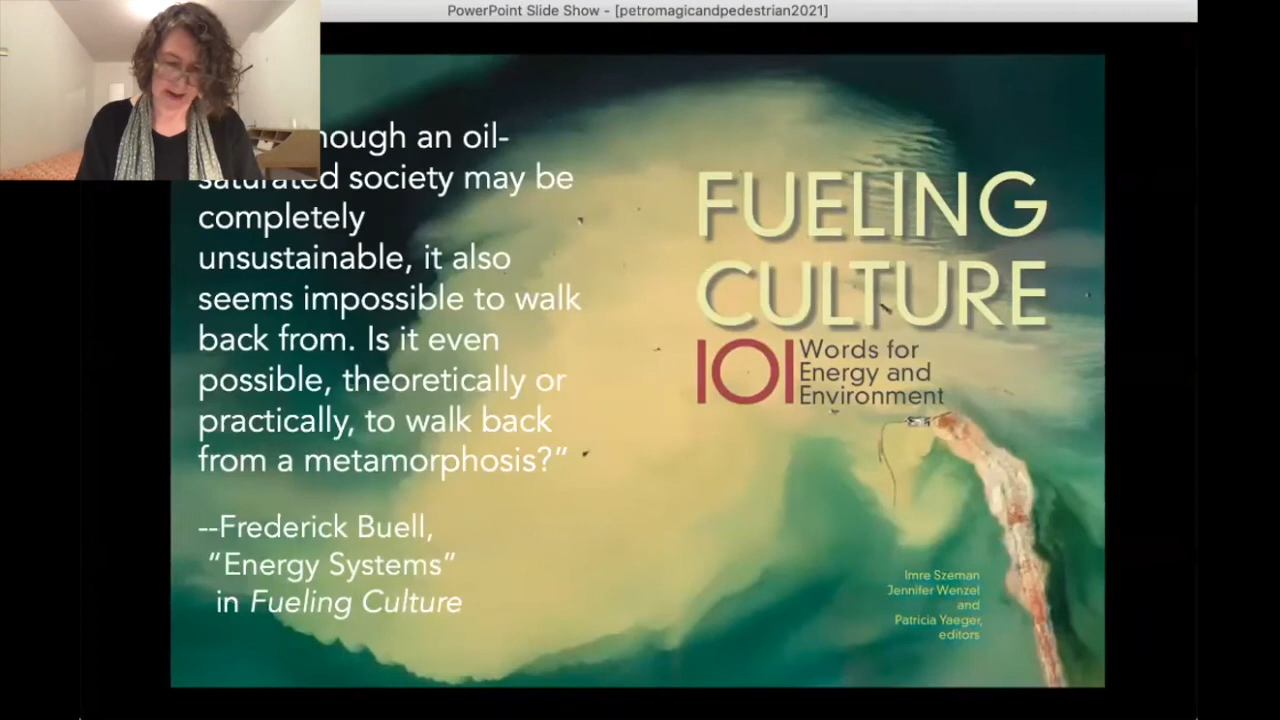 PowerPoint Slide Show - [petromagicandpedestrian2021]
an oil-
saturated society may be
completely
unsustainable, it also
seems impossible to walk
back from. Is it even
possible, theoretically or
practically, to walk back
from a metamorphosis?”
--Frederick Buell,
“Energy Systems”
in Fueling Culture
FUELING
CULTURE
101
Words for
Energy and
Environment
Imre Szeman
Jennifer Wenzel
and
Patricia Yaeger,
editors